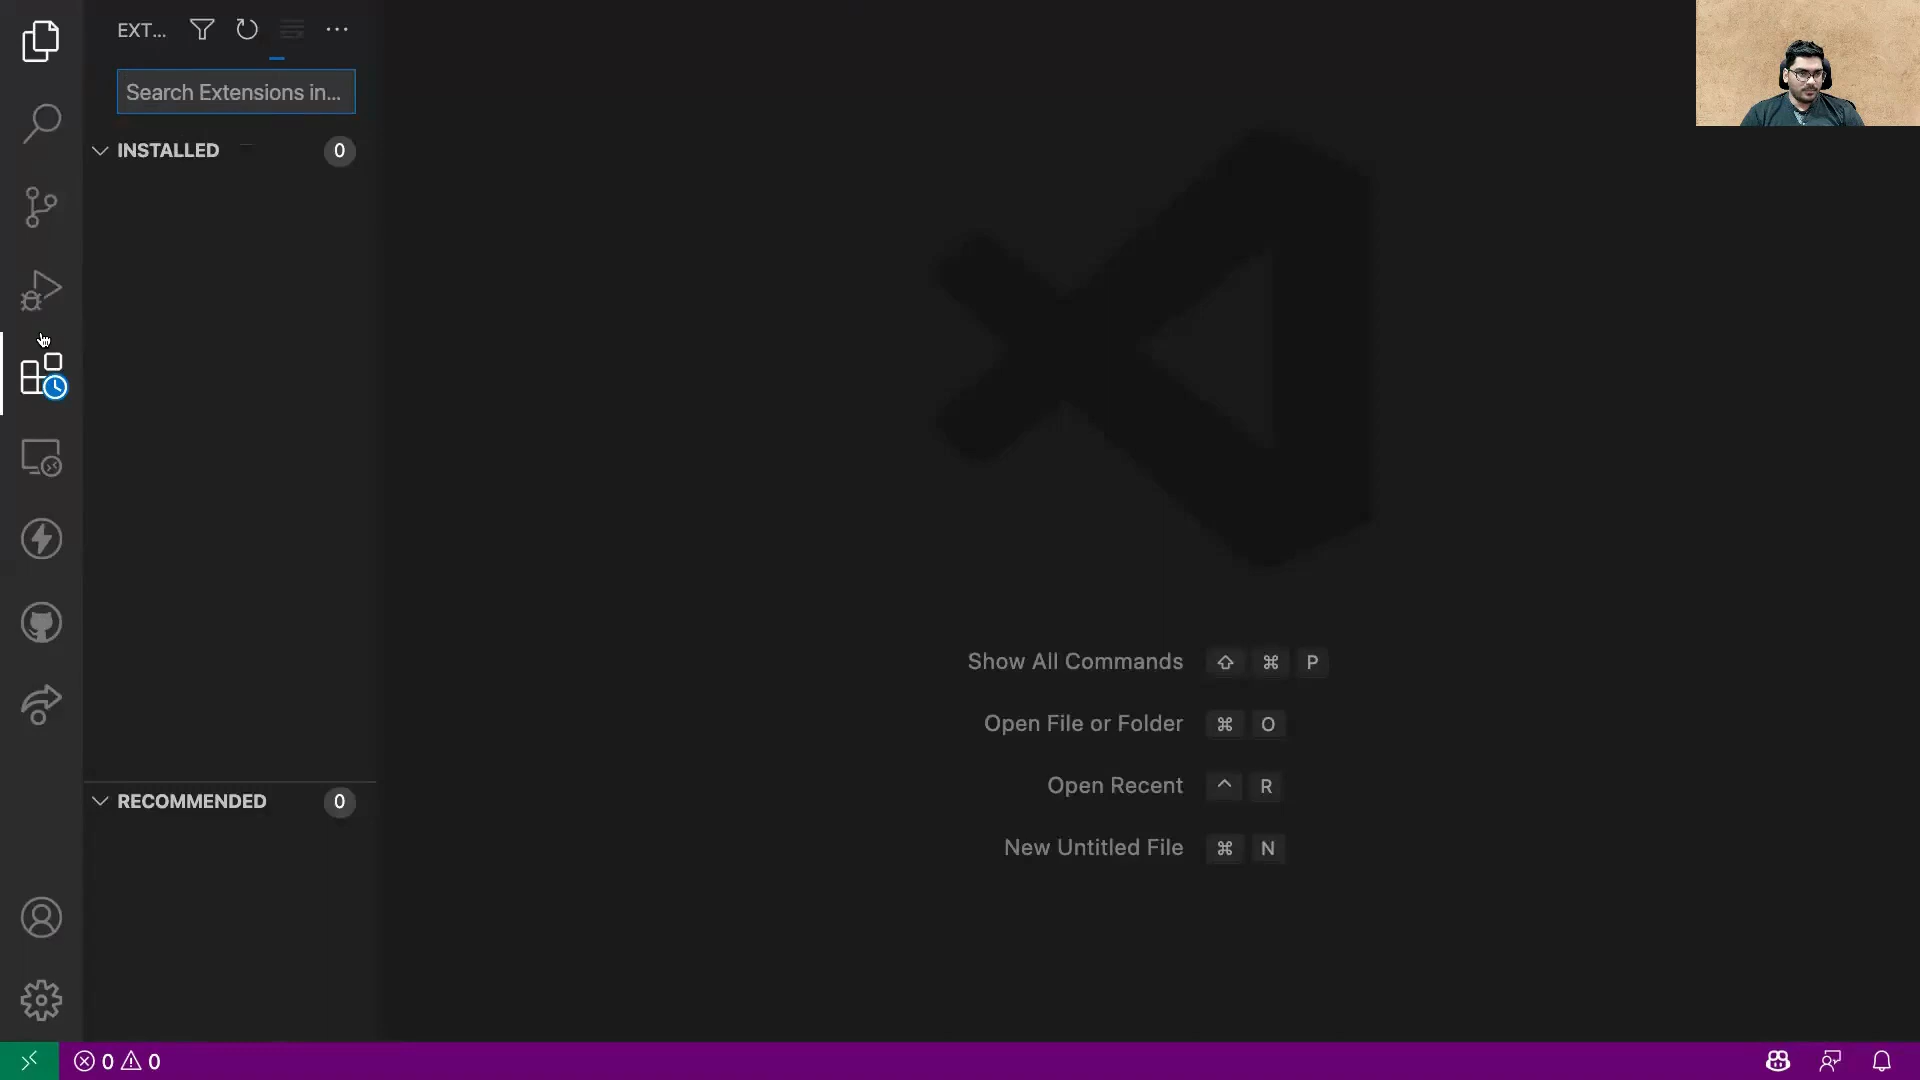 EXT...
Search Extensions in...
INSTALLED 0
RECOMMENDED 0
Show All Commands ⇧ ⌘ P
Open File or Folder ⌘ O
Open Recent ^ R
New Untitled File ⌘ N
0 0